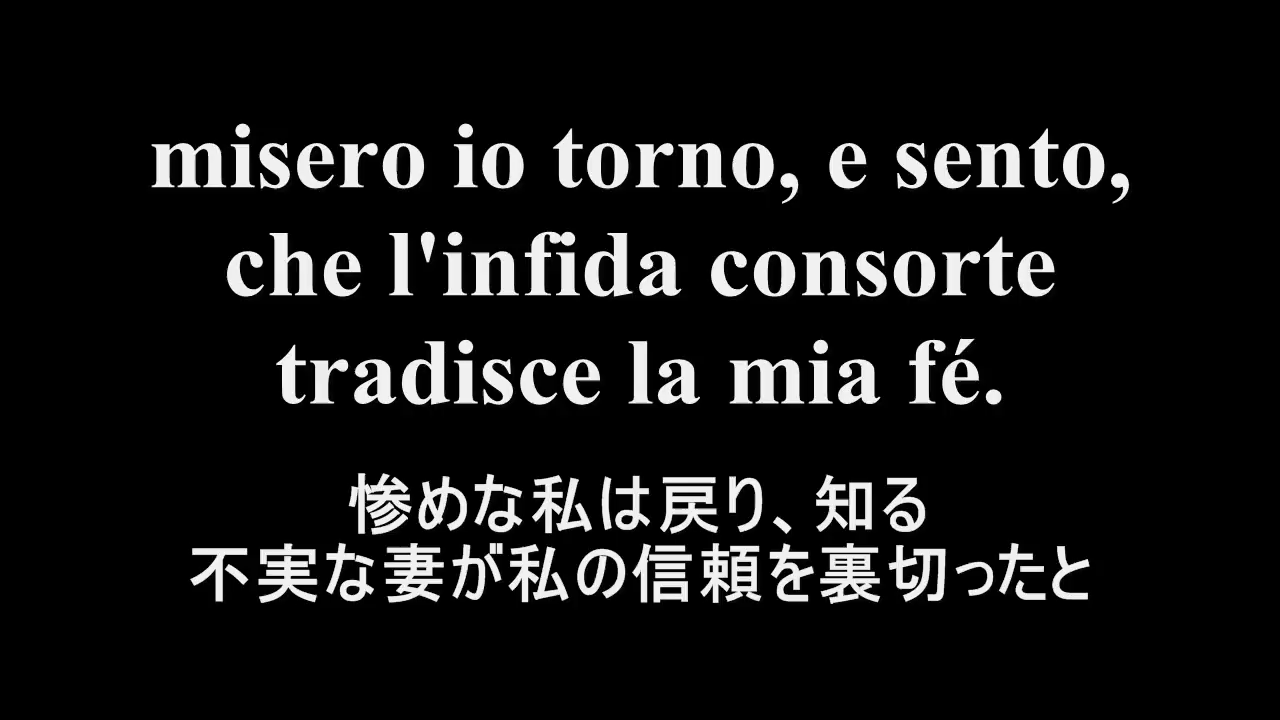 misero io torno, e sento,
che l'infida consorte
tradisce la mia fé.
惨めな私は戻り、知る
不実な妻が私の信頼を裏切ったと